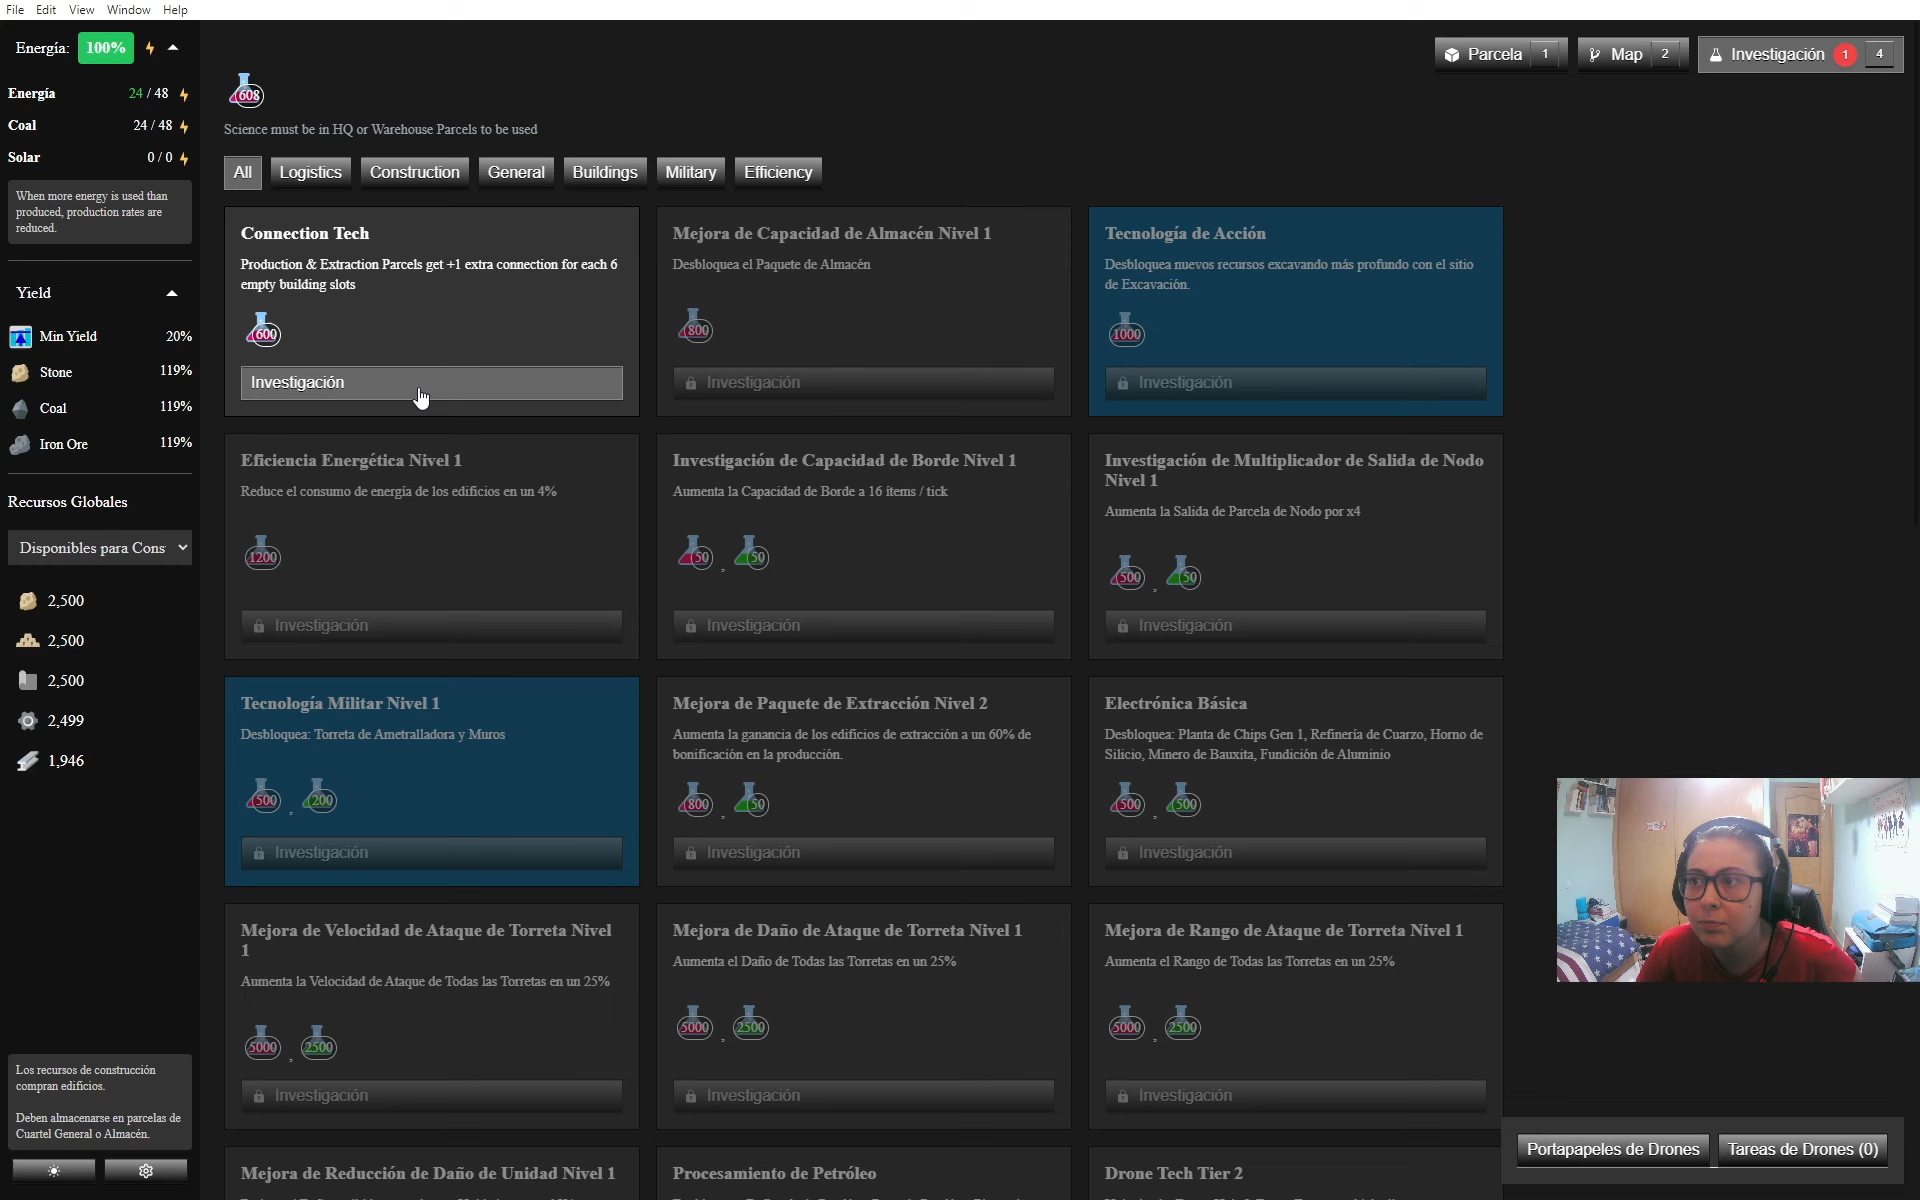 File Edit View Window Help
Energía: 100%
Energía 24 / 48
Coal 24 / 48
Solar 0 / 0
When more energy is used than
produced, production rates are
reduced.
Yield
Min Yield 20%
Stone 119%
Coal 119%
Iron Ore 119%
Recursos Globales
Disponibles para Cons
2,500
2,500
2,500
2,499
1,946
Los recursos de construcción
compran edificios.
Deben almacenarse en parcelas de
Cuartel General o Almacén.
Parcela 1
Map 2
Investigación 1 4
608
Science must be in HQ or Warehouse Parcels to be used
All Logistics Construction General Buildings Military Efficiency
Connection Tech
Production & Extraction Parcels get +1 extra connection for each 6
empty building slots
600
Investigación
Mejora de Capacidad de Almacén Nivel 1
Desbloquea el Paquete de Almacén
800
Investigación
Tecnología de Acción
Desbloquea nuevos recursos excavando más profundo con el sitio
de Excavación.
1000
Investigación
Eficiencia Energética Nivel 1
Reduce el consumo de energía de los edificios en un 4%
1200
Investigación
Investigación de Capacidad de Borde Nivel 1
Aumenta la Capacidad de Borde a 16 ítems / tick
50 , 50
Investigación
Investigación de Multiplicador de Salida de Nodo
Nivel 1
Aumenta la Salida de Parcela de Nodo por x4
500 , 50
Investigación
Tecnología Militar Nivel 1
Desbloquea: Torreta de Ametralladora y Muros
500 , 200
Investigación
Mejora de Paquete de Extracción Nivel 2
Aumenta la ganancia de los edificios de extracción a un 60% de
bonificación en la producción.
800 , 50
Investigación
Electrónica Básica
Desbloquea: Planta de Chips Gen 1, Refinería de Cuarzo, Horno de
Silicio, Minero de Bauxita, Fundición de Aluminio
500 , 500
Investigación
Mejora de Velocidad de Ataque de Torreta Nivel
1
Aumenta la Velocidad de Ataque de Todas las Torretas en un 25%
5000 , 2500
Investigación
Mejora de Daño de Ataque de Torreta Nivel 1
Aumenta el Daño de Todas las Torretas en un 25%
5000 , 2500
Investigación
Mejora de Rango de Ataque de Torreta Nivel 1
Aumenta el Rango de Todas las Torretas en un 25%
5000 , 2500
Investigación
Mejora de Reducción de Daño de Unidad Nivel 1
Procesamiento de Petróleo
Drone Tech Tier 2
Portapapeles de Drones
Tareas de Drones (0)